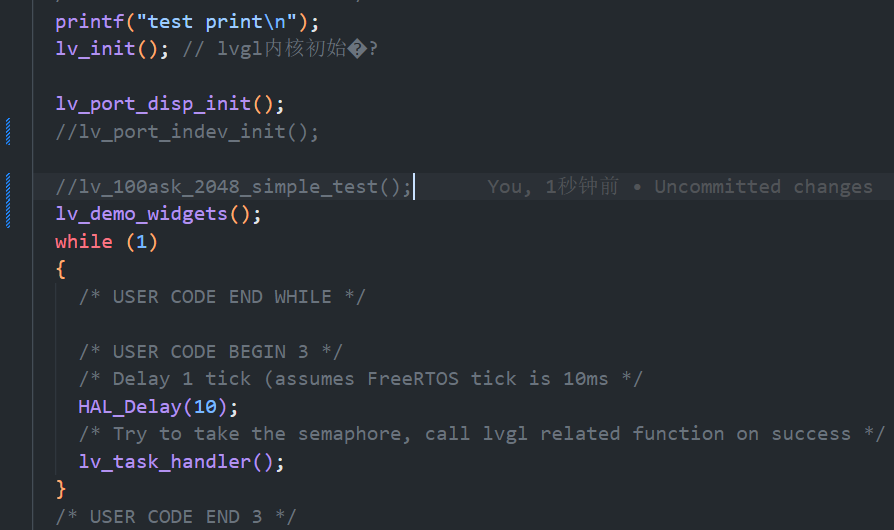 printf("test print\n");
lv_init(); // lvgl内核初始�?
lv_port_disp_init();
//lv_port_indev_init();
//lv_100ask_2048_simple_test(); You, 1秒钟前 • Uncommitted changes
lv_demo_widgets();
while (1)
{
/* USER CODE END WHILE */
/* USER CODE BEGIN 3 */
/* Delay 1 tick (assumes FreeRTOS tick is 10ms */
HAL_Delay(10);
/* Try to take the semaphore, call lvgl related function on success */
lv_task_handler();
}
/* USER CODE END 3 */